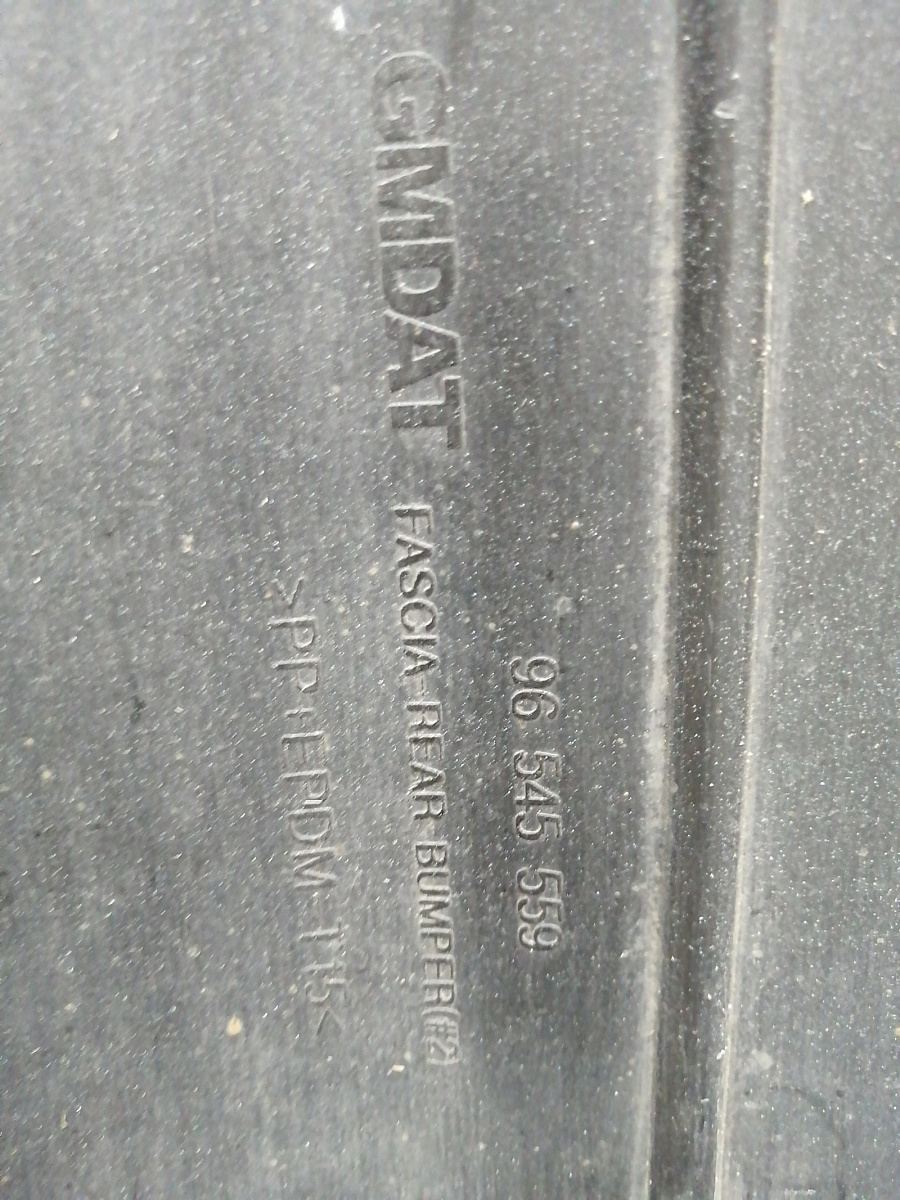 96 545 559
GMDAT FASCIA-REAR BUMPER(#2)
>PP+EPDM-T15<